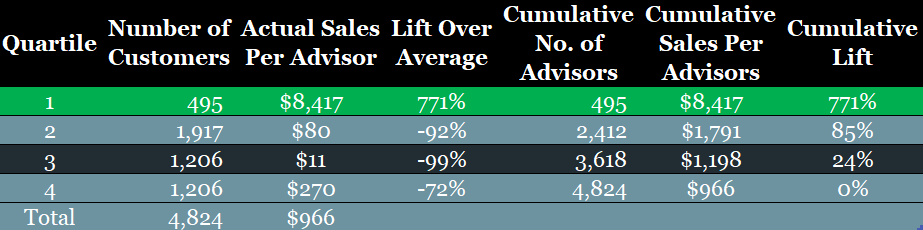 Quartile Number of Customers Actual Sales Per Advisor Lift Over Average Cumulative No. of Advisors Cumulative Sales Per Advisors Cumulative Lift
1 495 $8,417 771% 495 $8,417 771%
2 1,917 $80 -92% 2,412 $1,791 85%
3 1,206 $11 -99% 3,618 $1,198 24%
4 1,206 $270 -72% 4,824 $966 0%
Total 4,824 $966